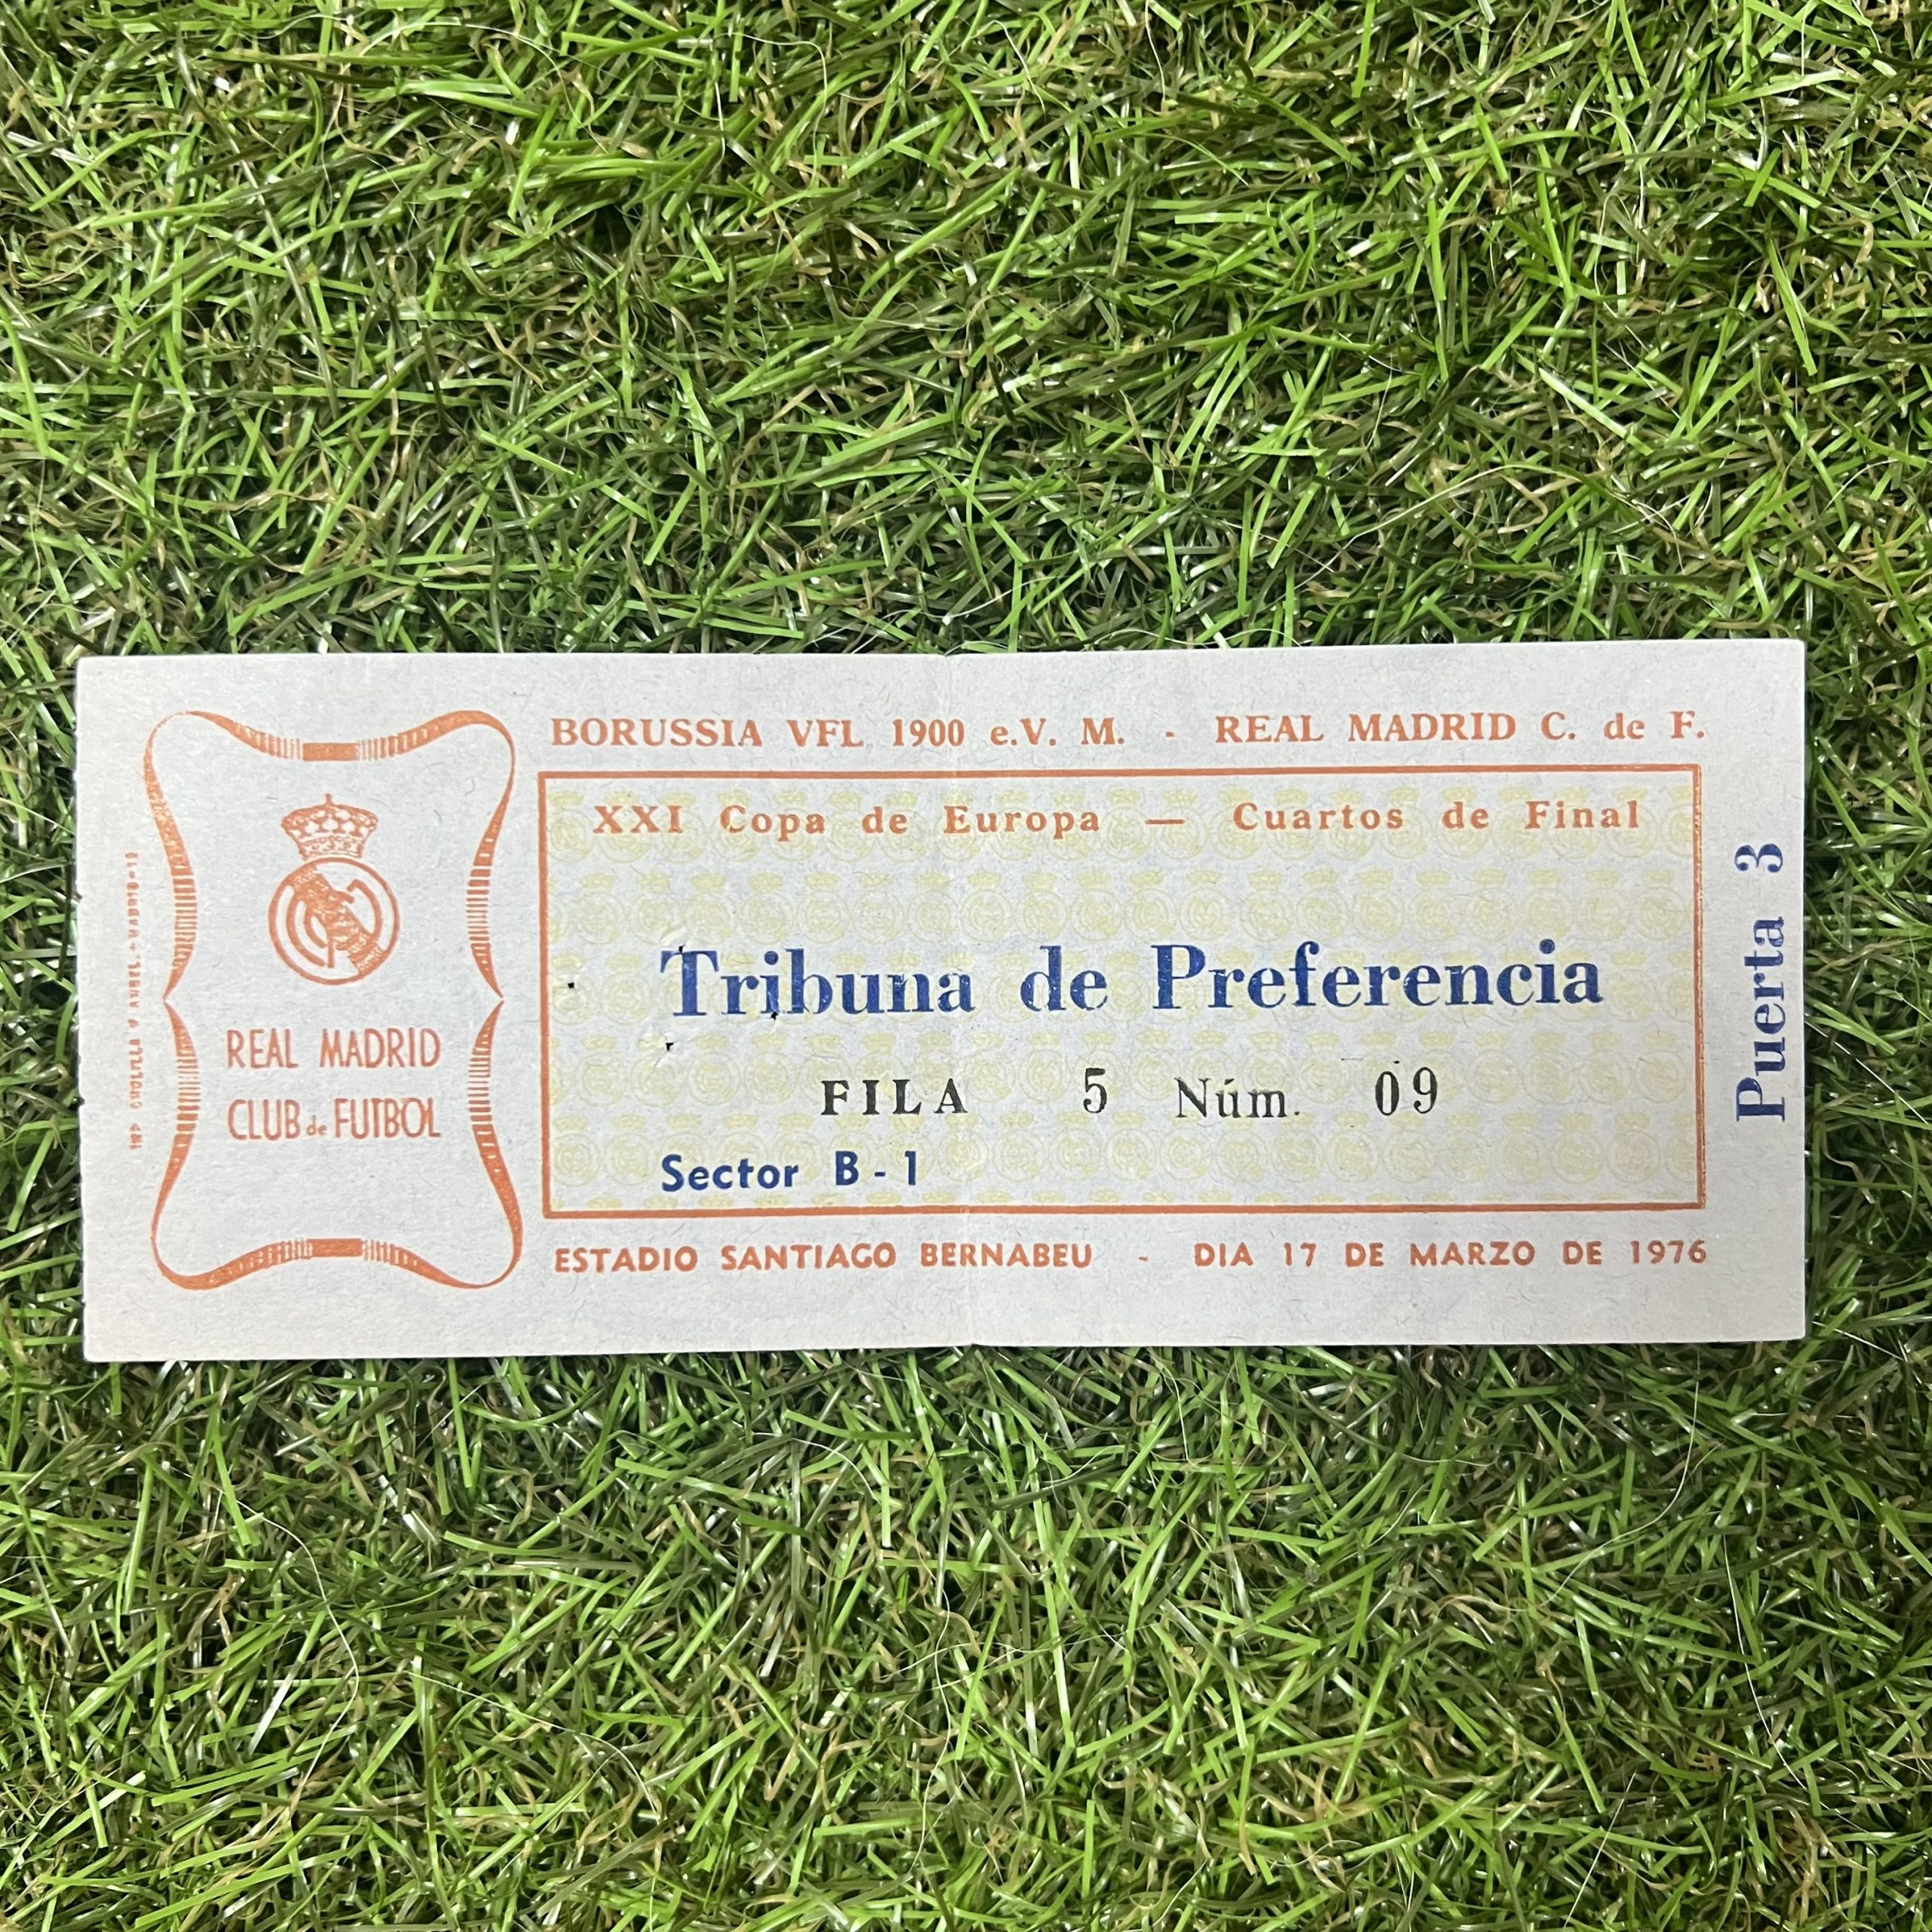 BORUSSIA VFL 1900 e.V. M. - REAL MADRID C. de F.
XXI Copa de Europa — Cuartos de Final
REAL MADRID
CLUB de FUTBOL
Tribuna de Preferencia
FILA 5 Núm. 09
Sector B - 1
ESTADIO SANTIAGO BERNABEU - DIA 17 DE MARZO DE 1976
Puerta 3